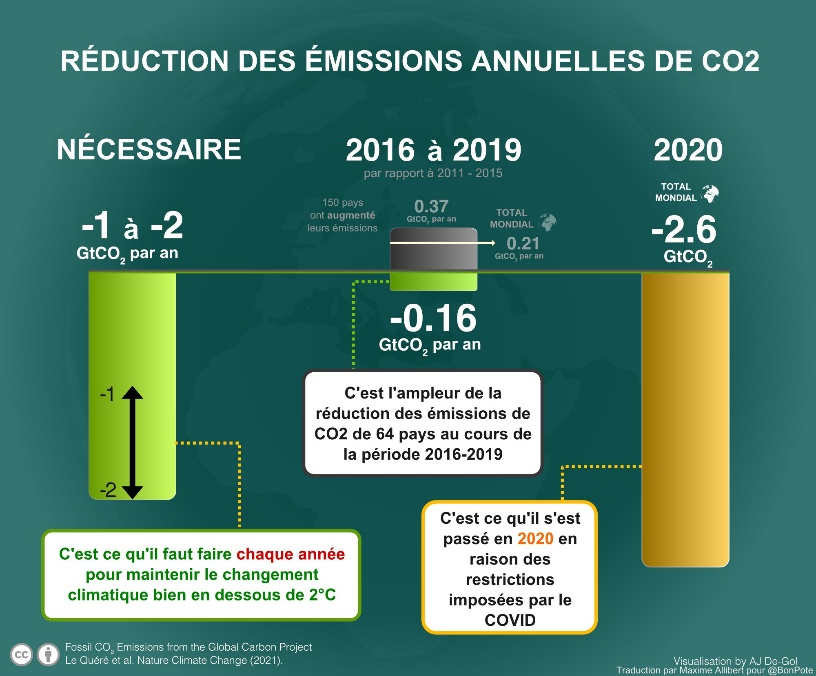 RÉDUCTION DES ÉMISSIONS ANNUELLES DE CO2
NÉCESSAIRE
-1 à -2
GtCO2 par an
2016 à 2019
par rapport à 2011 - 2015
150 pays
ont augmenté
leurs émissions
0.37
GtCO2 par an
TOTAL
MONDIAL
0.21
GtCO2 par an
-0.16
GtCO2 par an
2020
TOTAL
MONDIAL
-2.6
GtCO2
-1
-2
C'est l'ampleur de la
réduction des émissions de
CO2 de 64 pays au cours de
la période 2016-2019
C'est ce qu'il faut faire chaque année
pour maintenir le changement
climatique bien en dessous de 2°C
C'est ce qu'il s'est
passé en 2020 en
raison des
restrictions
imposées par le
COVID
cc
Fossil CO2 Emissions from the Global Carbon Project
Le Quéré et al. Nature Climate Change (2021).
Visualisation by AJ De-Gol
Traduction par Maxime Allibert pour @BonPote